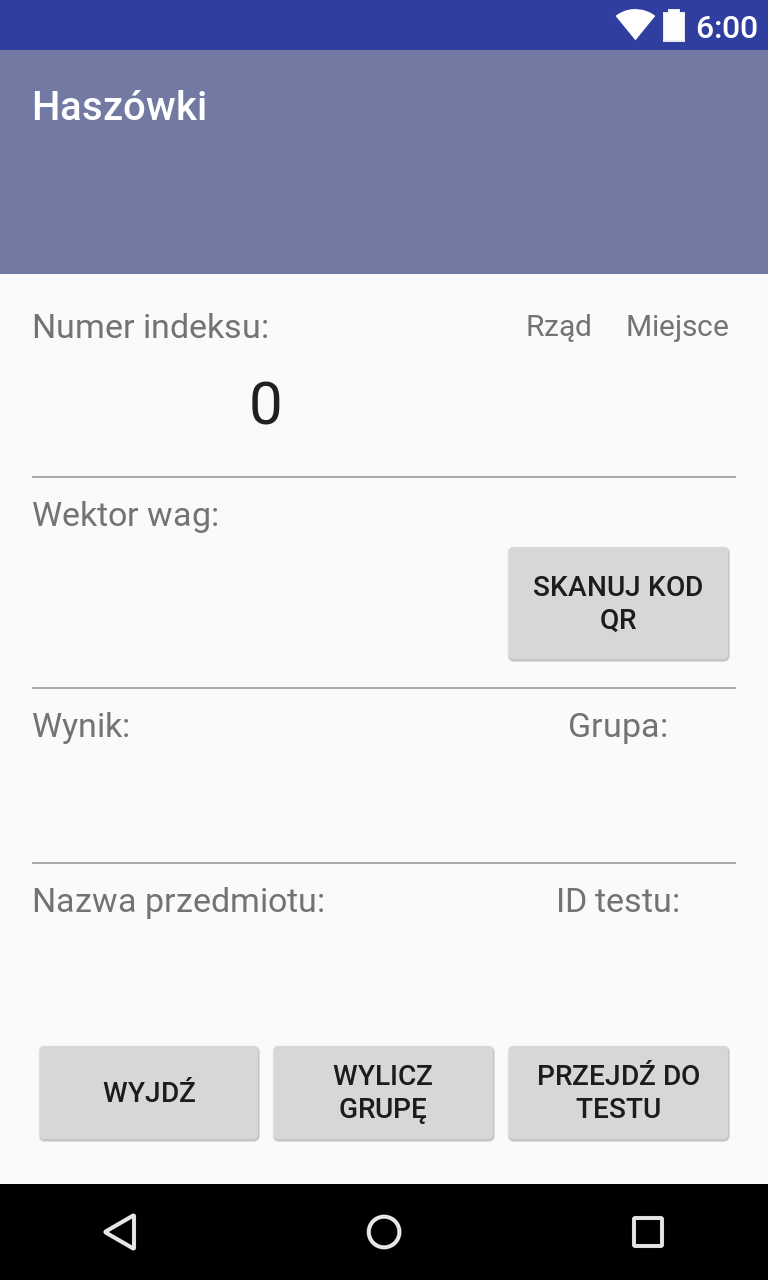 6:00
Haszówki
Numer indeksu: Rząd Miejsce
0
Wektor wag:
SKANUJ KOD
QR
Wynik: Grupa:
Nazwa przedmiotu: ID testu:
WYJDŹ
WYLICZ
GRUPĘ
PRZEJDŹ DO
TESTU